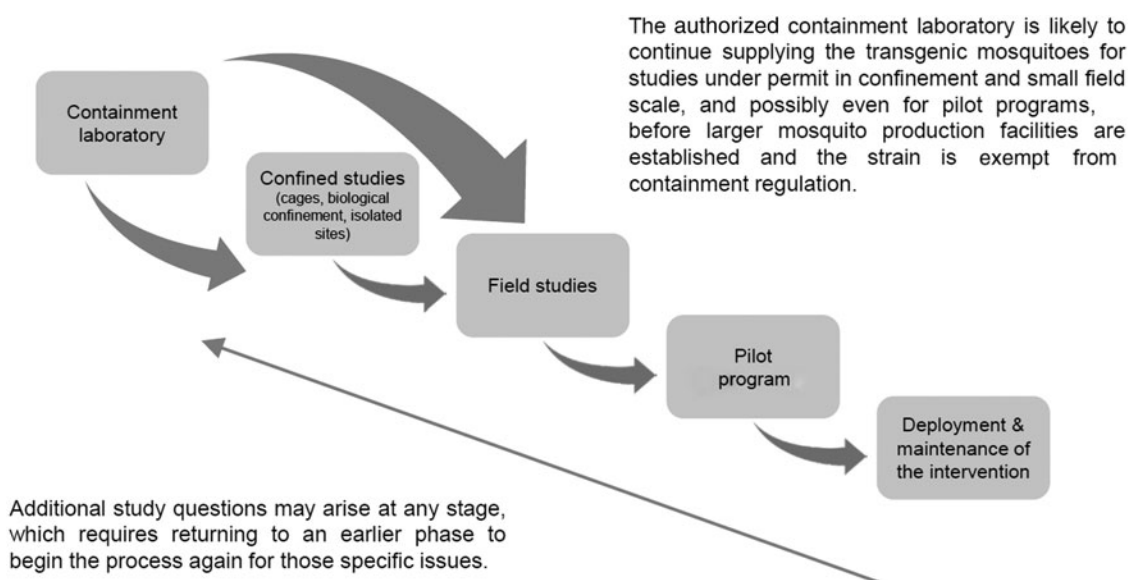 The authorized containment laboratory is likely to
continue supplying the transgenic mosquitoes for
studies under permit in confinement and small field
scale, and possibly even for pilot programs,
before larger mosquito production facilities are
established and the strain is exempt from
containment regulation.
Containment
laboratory
Confined studies
(cages, biological
confinement, isolated
sites)
Field studies
Pilot
program
Deployment &
maintenance of
the intervention
Additional study questions may arise at any stage,
which requires returning to an earlier phase to
begin the process again for those specific issues.